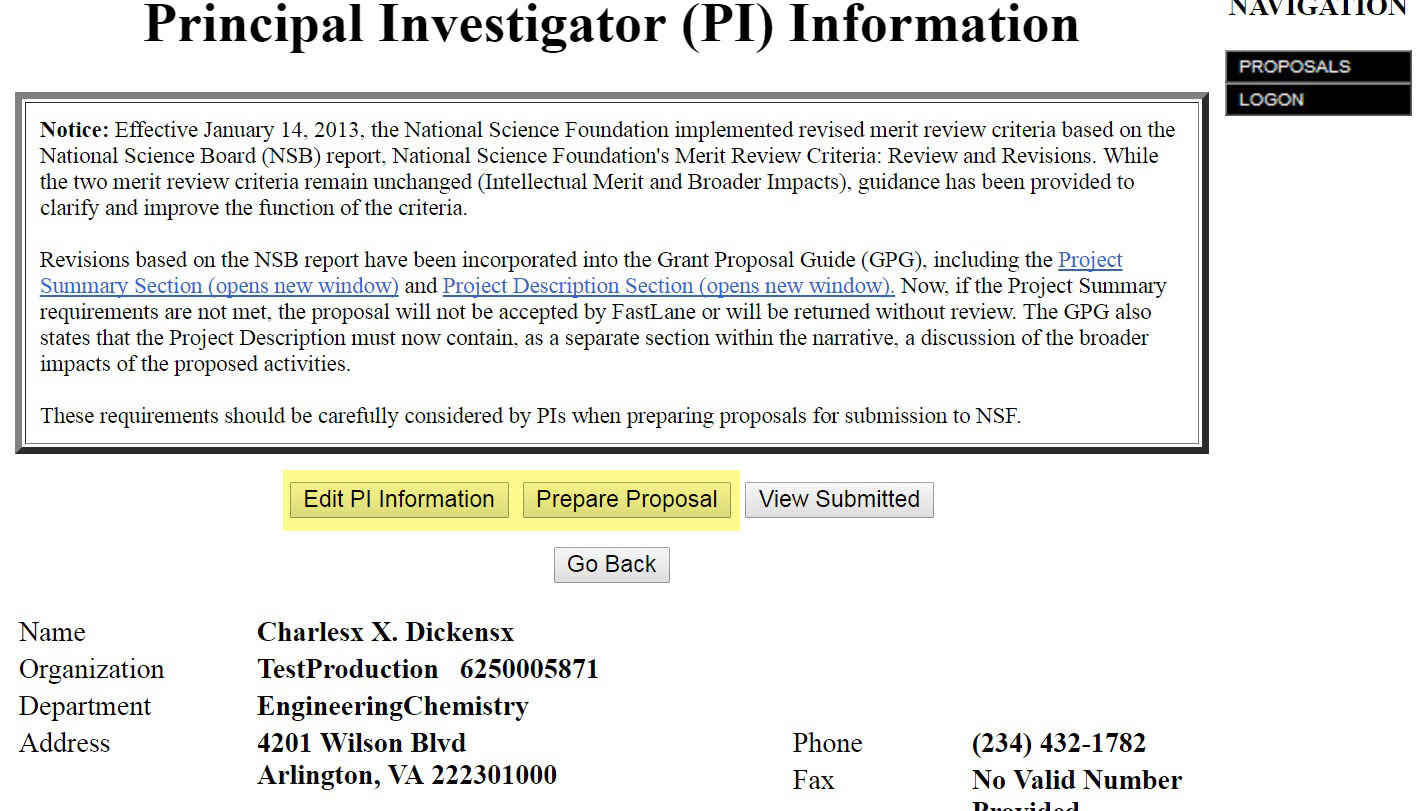 Principal Investigator (PI) Information
NAVIGATION
PROPOSALS
LOGON
Notice: Effective January 14, 2013, the National Science Foundation implemented revised merit review criteria based on the
National Science Board (NSB) report, National Science Foundation's Merit Review Criteria: Review and Revisions. While
the two merit review criteria remain unchanged (Intellectual Merit and Broader Impacts), guidance has been provided to
clarify and improve the function of the criteria.
Revisions based on the NSB report have been incorporated into the Grant Proposal Guide (GPG), including the Project
Summary Section (opens new window) and Project Description Section (opens new window). Now, if the Project Summary
requirements are not met, the proposal will not be accepted by FastLane or will be returned without review. The GPG also
states that the Project Description must now contain, as a separate section within the narrative, a discussion of the broader
impacts of the proposed activities.
These requirements should be carefully considered by PIs when preparing proposals for submission to NSF.
Edit PI Information Prepare Proposal View Submitted
Go Back
Name Charlesx X. Dickensx
Organization TestProduction 6250005871
Department EngineeringChemistry
Address 4201 Wilson Blvd Phone (234) 432-1782
Arlington, VA 222301000 Fax No Valid Number
Provided